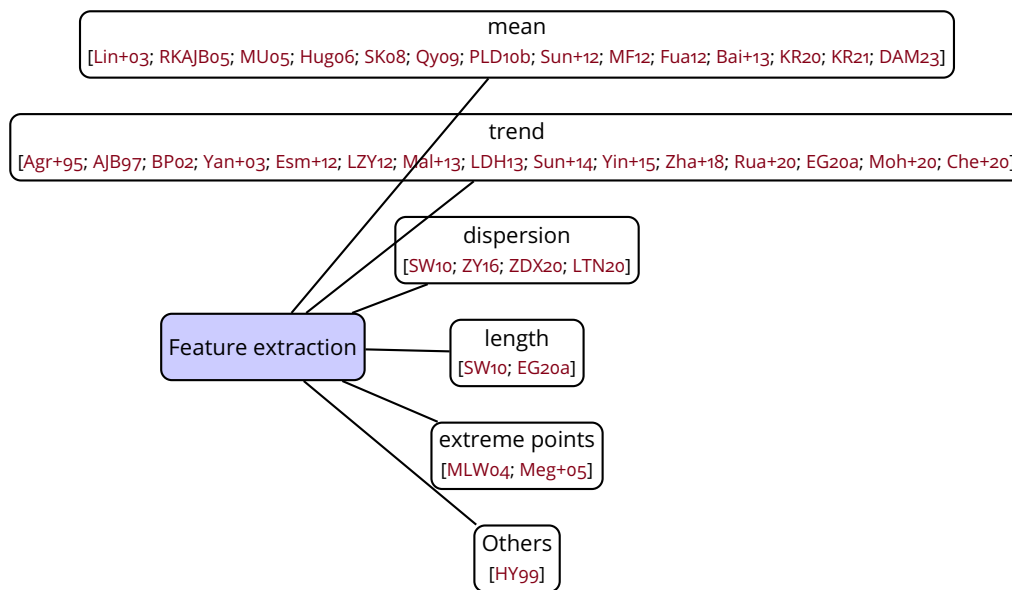 mean
[Lin+03; RKAJB05; MU05; Hug06; SK08; Qy09; PLD10b; Sun+12; MF12; Fua12; Bai+13; KR20; KR21; DAM23]
trend
[Agr+95; AJB97; BP02; Yan+03; Esm+12; LZY12; Mal+13; LDH13; Sun+14; Yin+15; Zha+18; Rua+20; EG20a; Moh+20; Che+20]
dispersion
[SW10; ZY16; ZDX20; LTN20]
Feature extraction
length
[SW10; EG20a]
extreme points
[MLW04; Meg+05]
Others
[HY99]